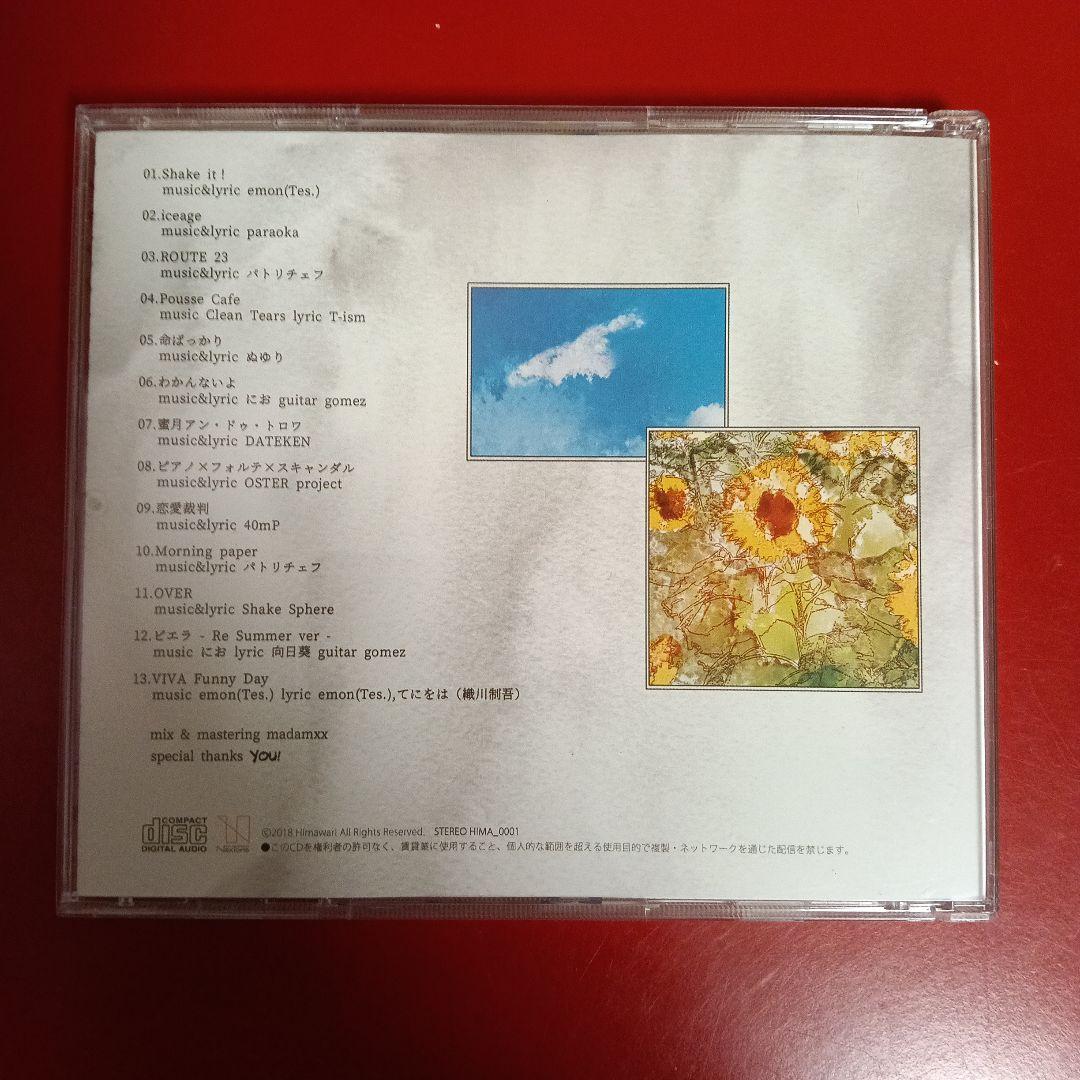 01.Shake it!
music&lyric emon(Tes.)
02.iceage
music&lyric paraoka
03.ROUTE 23
music&lyric パトリチェフ
04.Pousse Cafe
music Clean Tears lyric T-ism
05.命ばっかり
music&lyric ぬゆり
06.わかんないよ
music&lyric にお guitar gomez
07.蜜月アン・ドゥ・トロワ
music&lyric DATEKEN
08.ピアノ×フォルテ×スキャンダル
music&lyric OSTER project
09.恋愛裁判
music&lyric 40mP
10.Morning paper
music&lyric パトリチェフ
11.OVER
music&lyric Shake Sphere
12.ピエラ - Re Summer ver -
music にお lyric 向日葵 guitar gomez
13.VIVA Funny Day
music emon(Tes.) lyric emon(Tes.),てにをは（織川制吾）
mix & mastering madamxx
special thanks YOU!
COMPACT
disc
DIGITAL AUDIO
NexTone
©2018 Himawari All Rights Reserved. STEREO HIMA_0001
●このCDを権利者の許可なく、賃貸業に使用すること、個人的な範囲を超える使用目的で複製・ネットワークを通じた配信を禁じます。